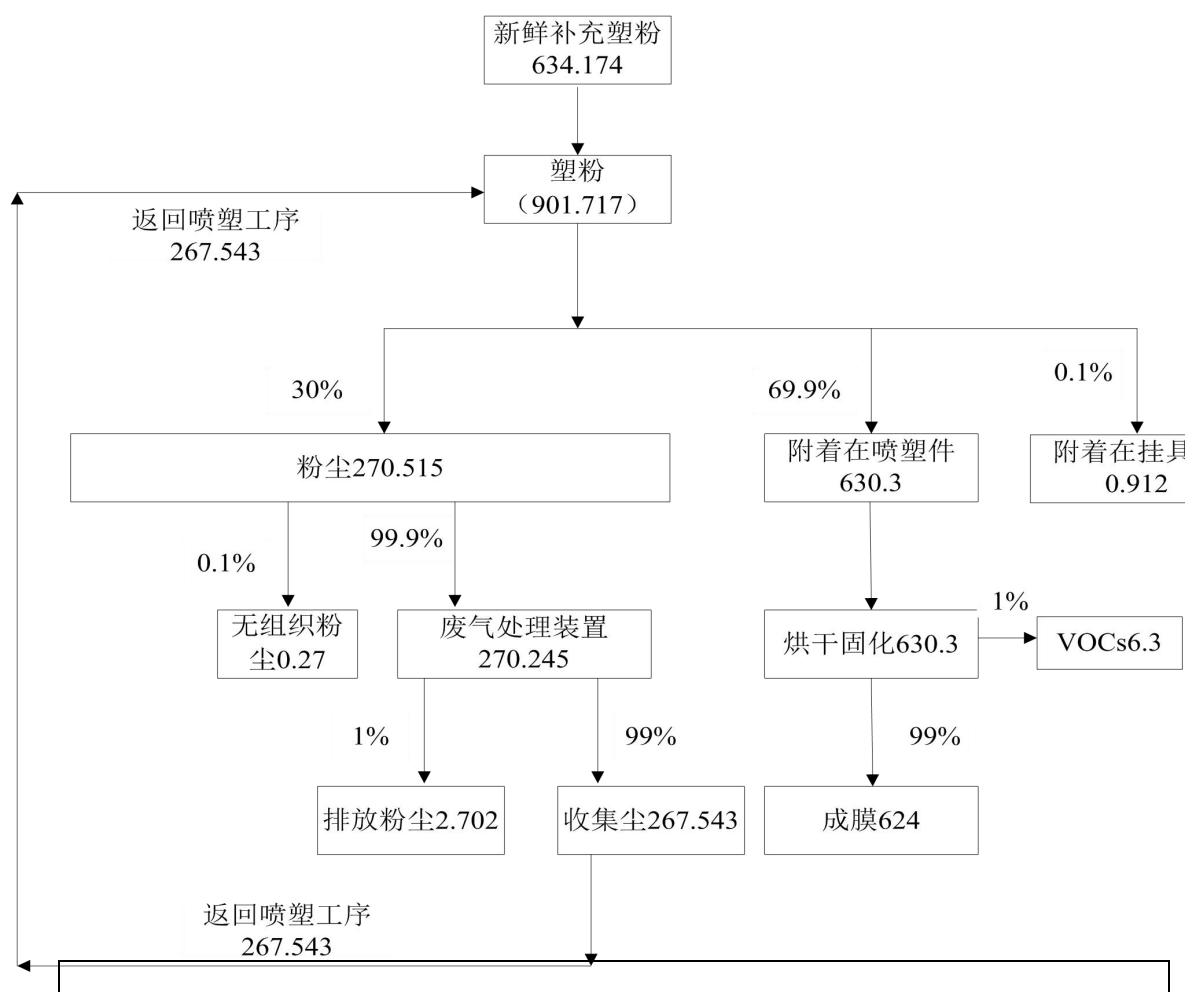 新鲜补充塑粉
634.174
塑粉
（901.717）
返回喷塑工序
267.543
30%
69.9%
0.1%
粉尘270.515
附着在喷塑件
630.3
附着在挂具
0.912
0.1%
99.9%
无组织粉
尘0.27
废气处理装置
270.245
烘干固化630.3
1%
VOCs6.3
1%
99%
99%
排放粉尘2.702
收集尘267.543
成膜624
返回喷塑工序
267.543